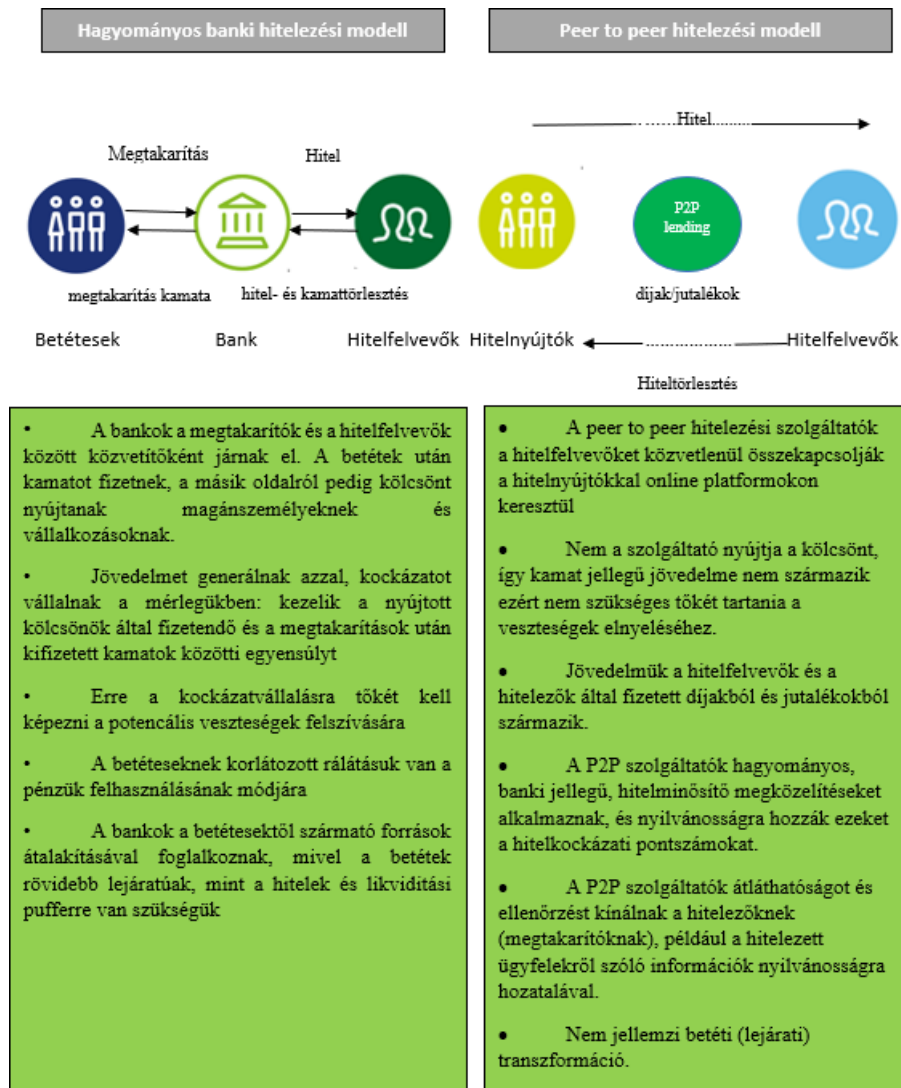 Hagyományos banki hitelezési modell
Peer to peer hitelezési modell
Megtakarítás
Hitel
megtakarítás kamata
hitel- és kamattörlesztés
Betétesek
Bank
Hitelfelvevők
Hitel
P2P
lending
díjak/jutalékok
Hitelnyújtók
Hitelfelvevők
Hiteltörlesztés
• A bankok a megtakarítók és a hitelfelvevők
között közvetítőként járnak el. A betétek után
kamatot fizetnek, a másik oldalról pedig kölcsönt
nyújtanak magánszemélyeknek és
vállalkozásoknak.
• Jövedelmet generálnak azzal, kockázatot
vállalnak a mérlegükben: kezelik a nyújtott
kölcsönök által fizetendő és a megtakarítások után
kifizetett kamatok közötti egyensúlyt
• Erre a kockázatvállalásra tőkét kell
képezni a potencális veszteségek felszívására
• A betéteseknek korlátozott rálátásuk van a
pénzük felhasználásának módjára
• A bankok a betétesektől szármató források
átalakításával foglalkoznak, mivel a betétek
rövidebb lejáratúak, mint a hitelek és likviditási
pufferre van szükségük
• A peer to peer hitelezési szolgáltatók
a hitelfelvevőket közvetlenül összekapcsolják
a hitelnyújtókkal online platformokon
keresztül
• Nem a szolgáltató nyújtja a kölcsönt,
így kamat jellegű jövedelme nem származik
ezért nem szükséges tőkét tartania a
veszteségek elnyeléséhez.
• Jövedelmük a hitelfelvevők és a
hitelezők által fizetett díjakból és jutalékokból
származik.
• A P2P szolgáltatók hagyományos,
banki jellegű, hitelminősítő megközelítéseket
alkalmaznak, és nyilvánosságra hozzák ezeket
a hitelkockázati pontszámokat.
• A P2P szolgáltatók átláthatóságot és
ellenőrzést kínálnak a hitelezőknek
(megtakarítóknak), például a hitelezett
ügyfelekről szóló információk nyilvánosságra
hozatalával.
• Nem jellemzi betéti (lejárati)
transzformáció.